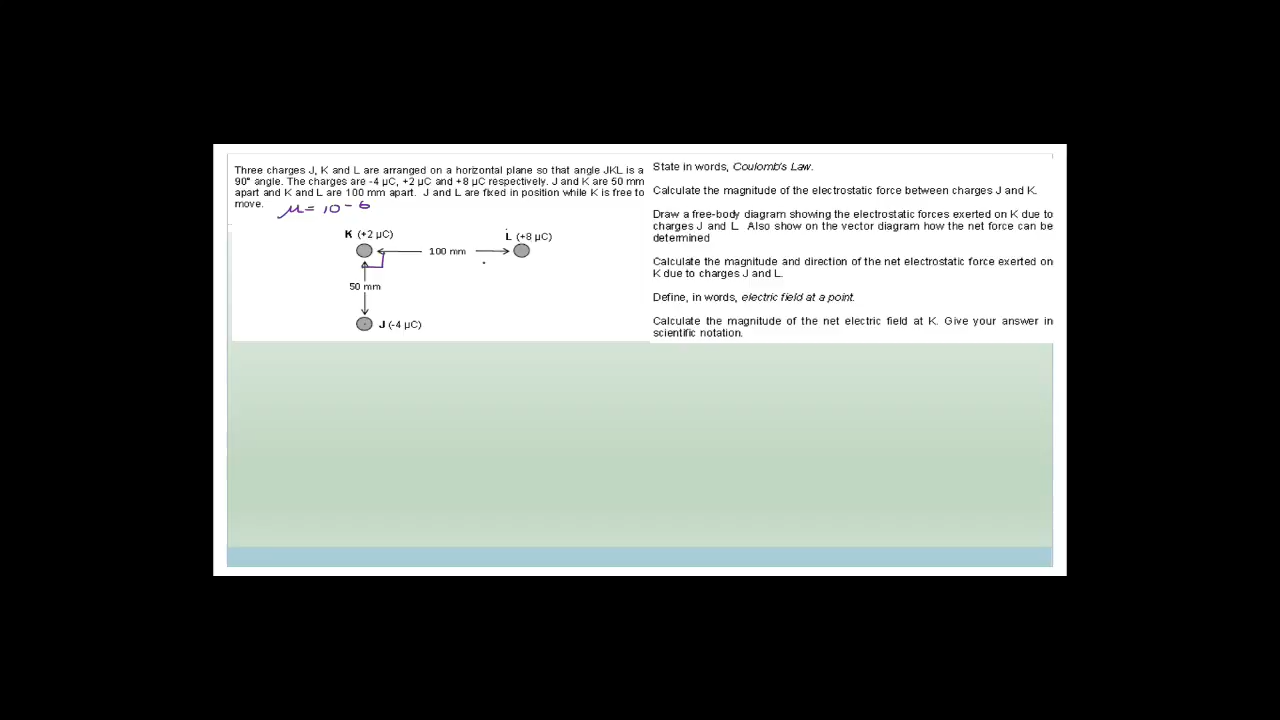 Three charges J, K and L are arranged on a horizontal plane so that angle JKL is a
90° angle. The charges are -4 µC, +2 µC and +8 µC respectively. J and K are 50 mm
apart and K and L are 100 mm apart. J and L are fixed in position while K is free to
move.
µ = 10 - 6
K (+2 µC)
L (+8 µC)
100 mm
50 mm
J (-4 µC)
State in words, Coulomb's Law.
Calculate the magnitude of the electrostatic force between charges J and K.
Draw a free-body diagram showing the electrostatic forces exerted on K due to
charges J and L. Also show on the vector diagram how the net force can be
determined
Calculate the magnitude and direction of the net electrostatic force exerted on
K due to charges J and L.
Define, in words, electric field at a point.
Calculate the magnitude of the net electric field at K. Give your answer in
scientific notation.